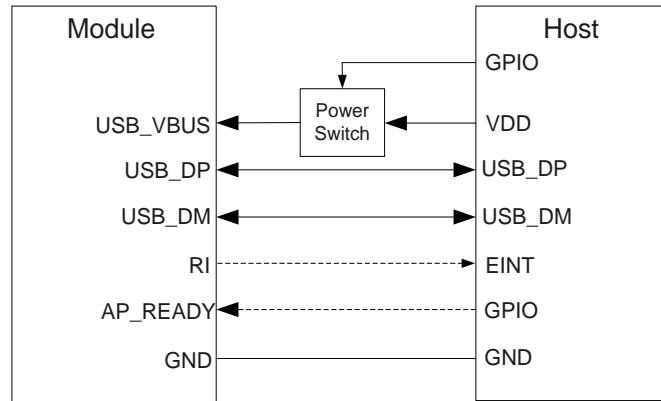 Module
Host
GPIO
Power
Switch
USB_VBUS
VDD
USB_DP
USB_DP
USB_DM
USB_DM
RI
EINT
AP_READY
GPIO
GND
GND